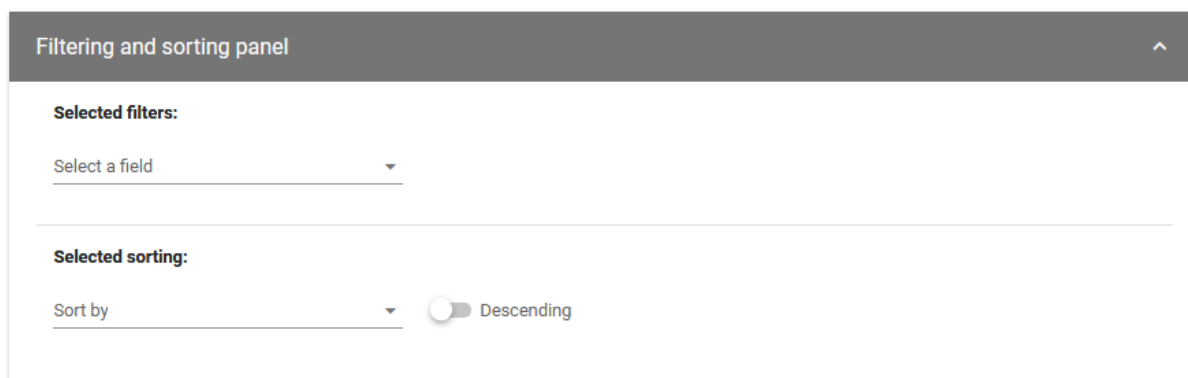 Filtering and sorting panel
Selected filters:
Select a field
Selected sorting:
Sort by
Descending